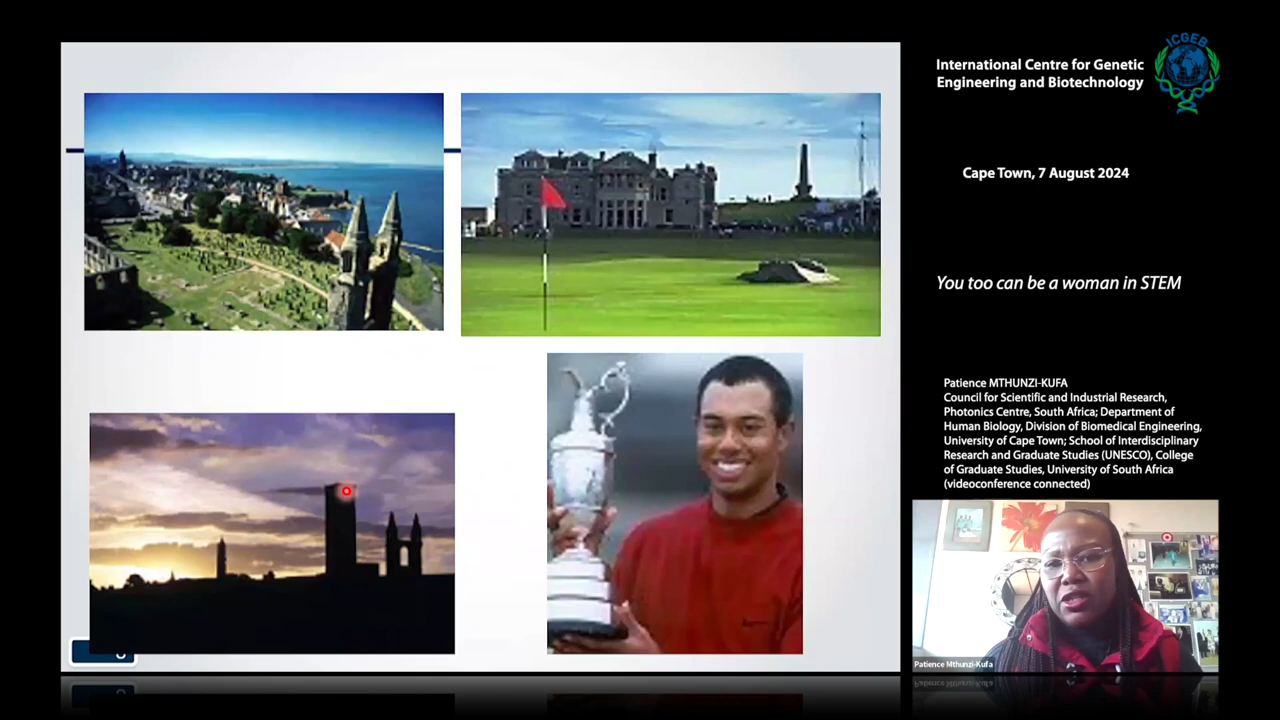 International Centre for Genetic
Engineering and Biotechnology
ICGEB
Cape Town, 7 August 2024
You too can be a woman in STEM
Patience MTHUNZI-KUFA
Council for Scientific and Industrial Research,
Photonics Centre, South Africa; Department of
Human Biology, Division of Biomedical Engineering,
University of Cape Town; School of Interdisciplinary
Research and Graduate Studies (UNESCO), College
of Graduate Studies, University of South Africa
(videoconference connected)
Patience Mthunzi-Kufa